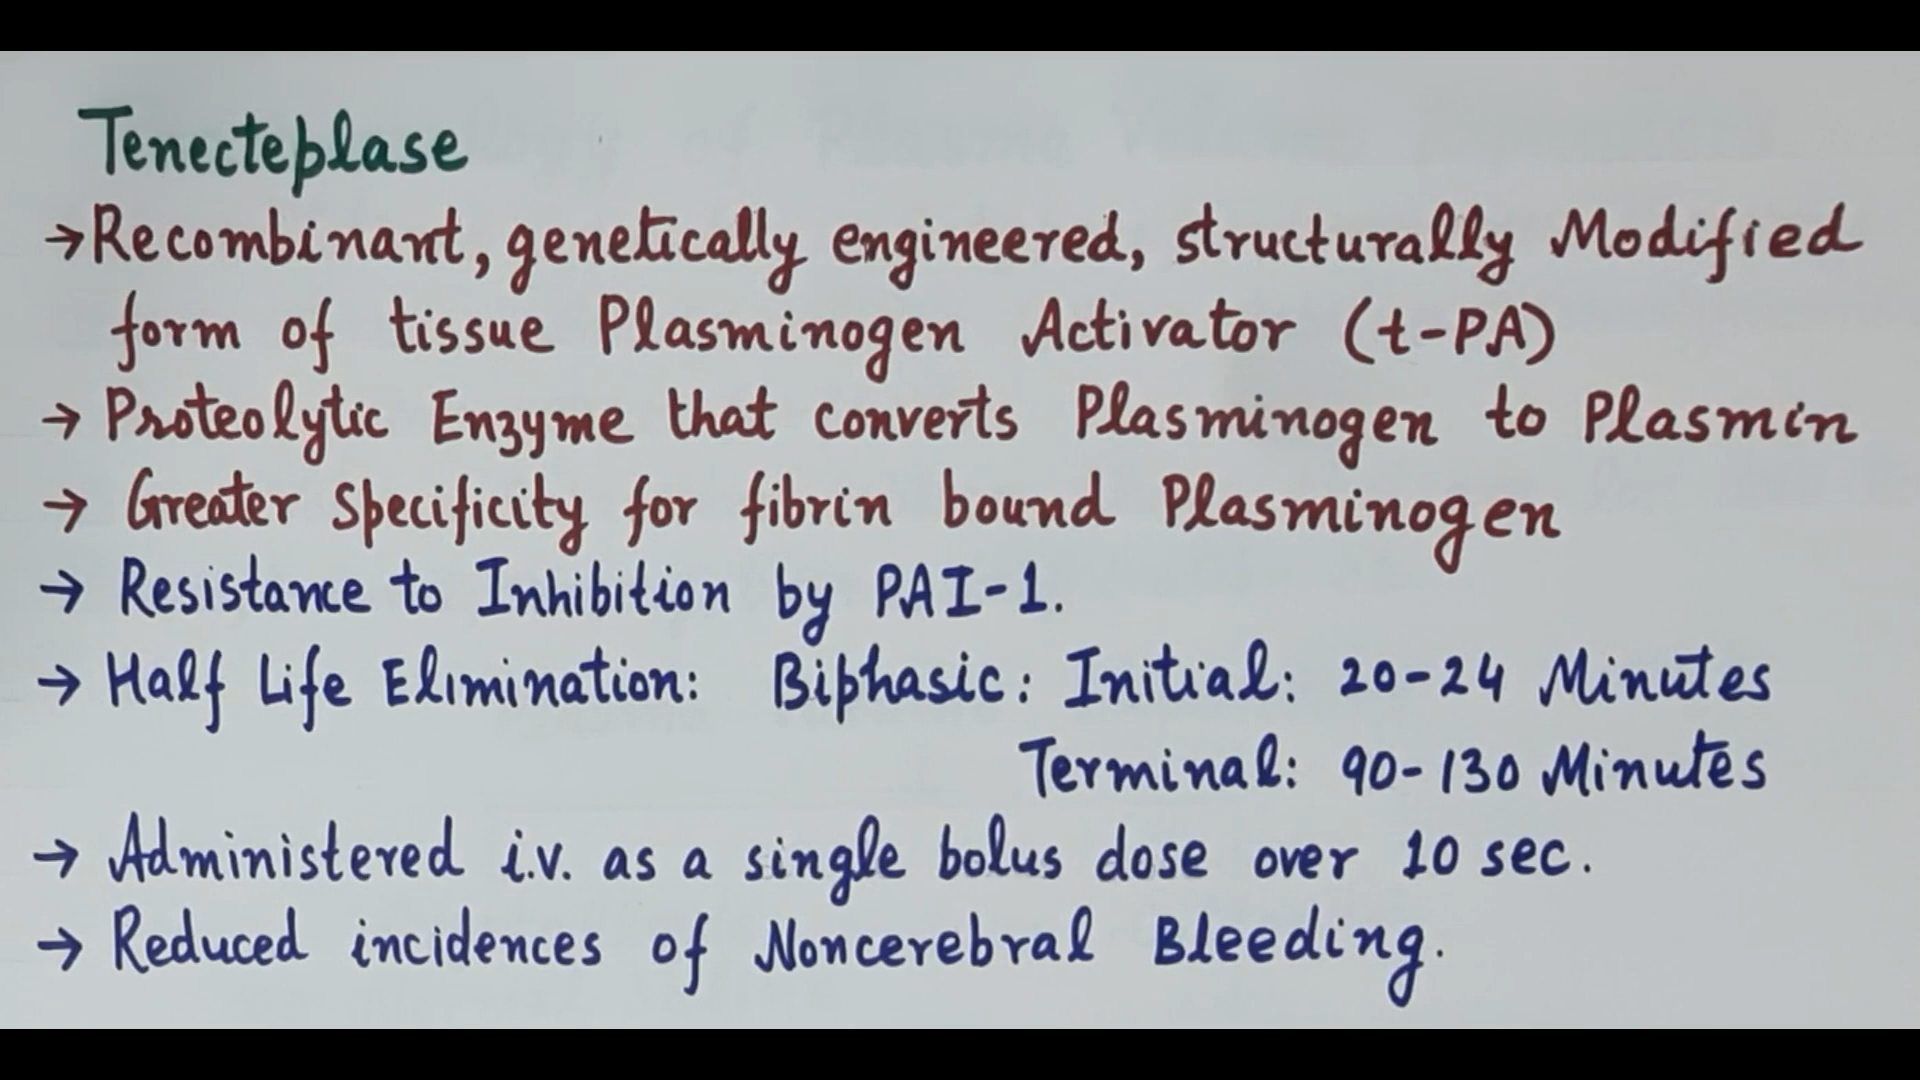 Tenecteplase
→ Recombinant, genetically engineered, structurally Modified
form of tissue Plasminogen Activator (t-PA)
→ Proteolytic Enzyme that converts Plasminogen to Plasmin
→ Greater Specificity for fibrin bound Plasminogen
→ Resistance to Inhibition by PAI-1.
→ Half Life Elimination: Biphasic: Initial: 20-24 Minutes
Terminal: 90-130 Minutes
→ Administered i.v. as a single bolus dose over 10 sec.
→ Reduced incidences of Noncerebral Bleeding.